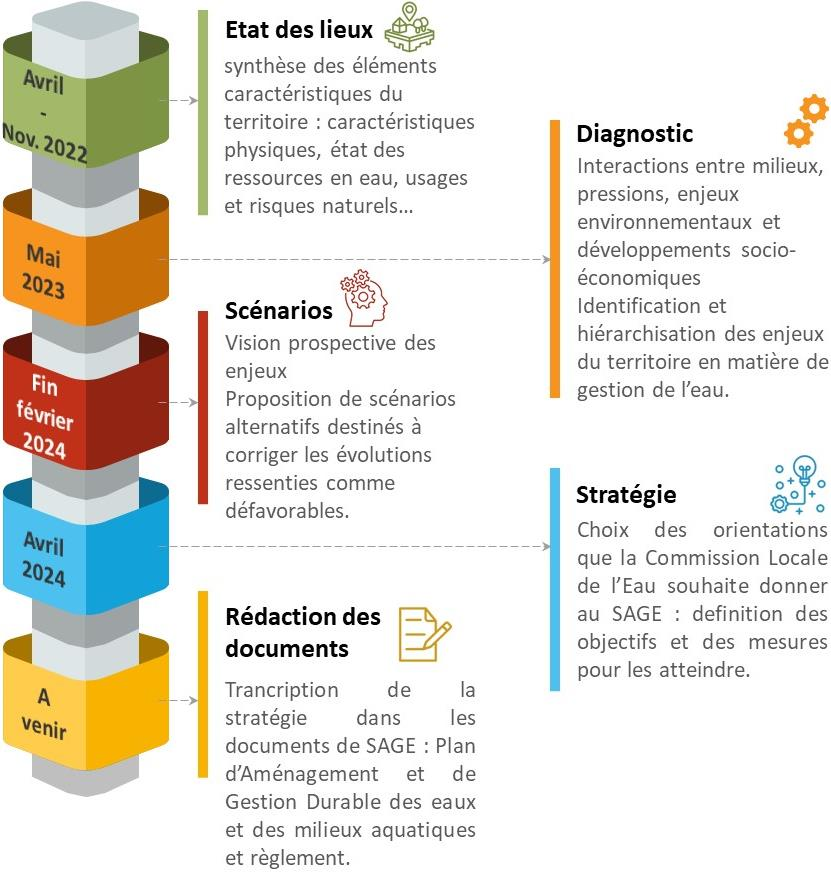 Avril
-
Nov. 2022
Etat des lieux
synthèse des éléments
caractéristiques du
territoire : caractéristiques
physiques, état des
ressources en eau, usages
et risques naturels…
Mai
2023
Diagnostic
Interactions entre milieux,
pressions, enjeux
environnementaux et
développements socio-
économiques
Identification et
hiérarchisation des enjeux
du territoire en matière de
gestion de l’eau.
Fin
février
2024
Scénarios
Vision prospective des
enjeux
Proposition de scénarios
alternatifs destinés à
corriger les évolutions
ressenties comme
défavorables.
Avril
2024
Stratégie
Choix des orientations
que la Commission Locale
de l’Eau souhaite donner
au SAGE : definition des
objectifs et des mesures
pour les atteindre.
A
venir
Rédaction des
documents
Trancription de la
stratégie dans les
documents de SAGE : Plan
d’Aménagement et de
Gestion Durable des eaux
et des milieux aquatiques
et règlement.